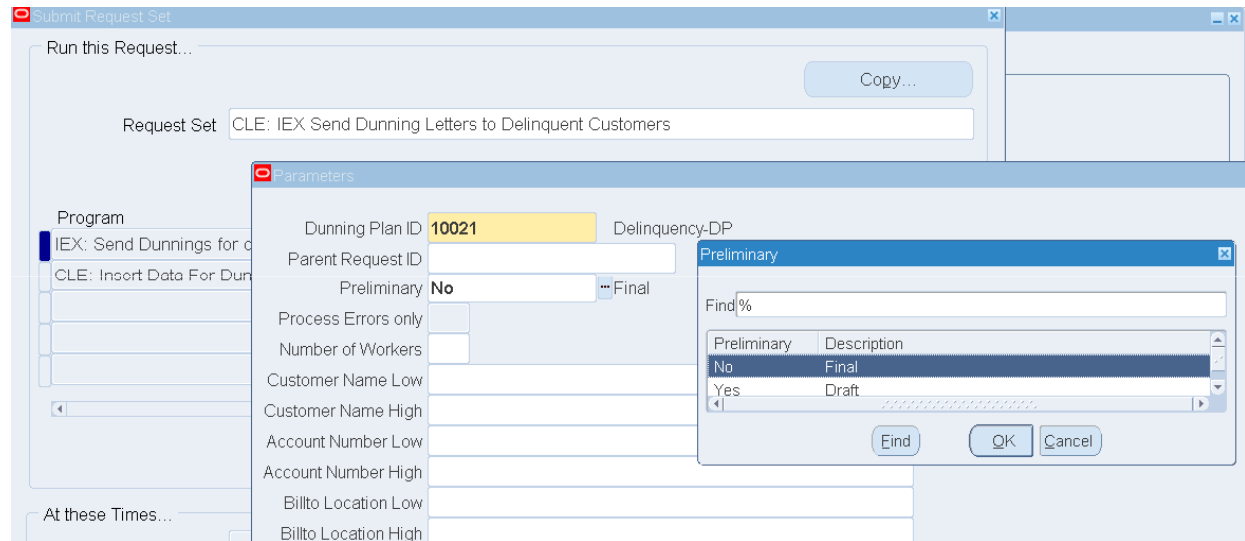 Submit Request Set
Run this Request...
Copy...
Request Set CLE: IEX Send Dunning Letters to Delinquent Customers
Parameters
Program
IEX: Send Dunnings for
CLE: Insert Data For Dun
Dunning Plan ID 10021 Delinquency-DP
Parent Request ID
Preliminary No ... Final
Process Errors only
Number of Workers
Customer Name Low
Customer Name High
Account Number Low
Account Number High
Billto Location Low
Billto Location High
Preliminary
Find %
Preliminary Description
No Final
Yes Draft
Find OK Cancel
At these Times...